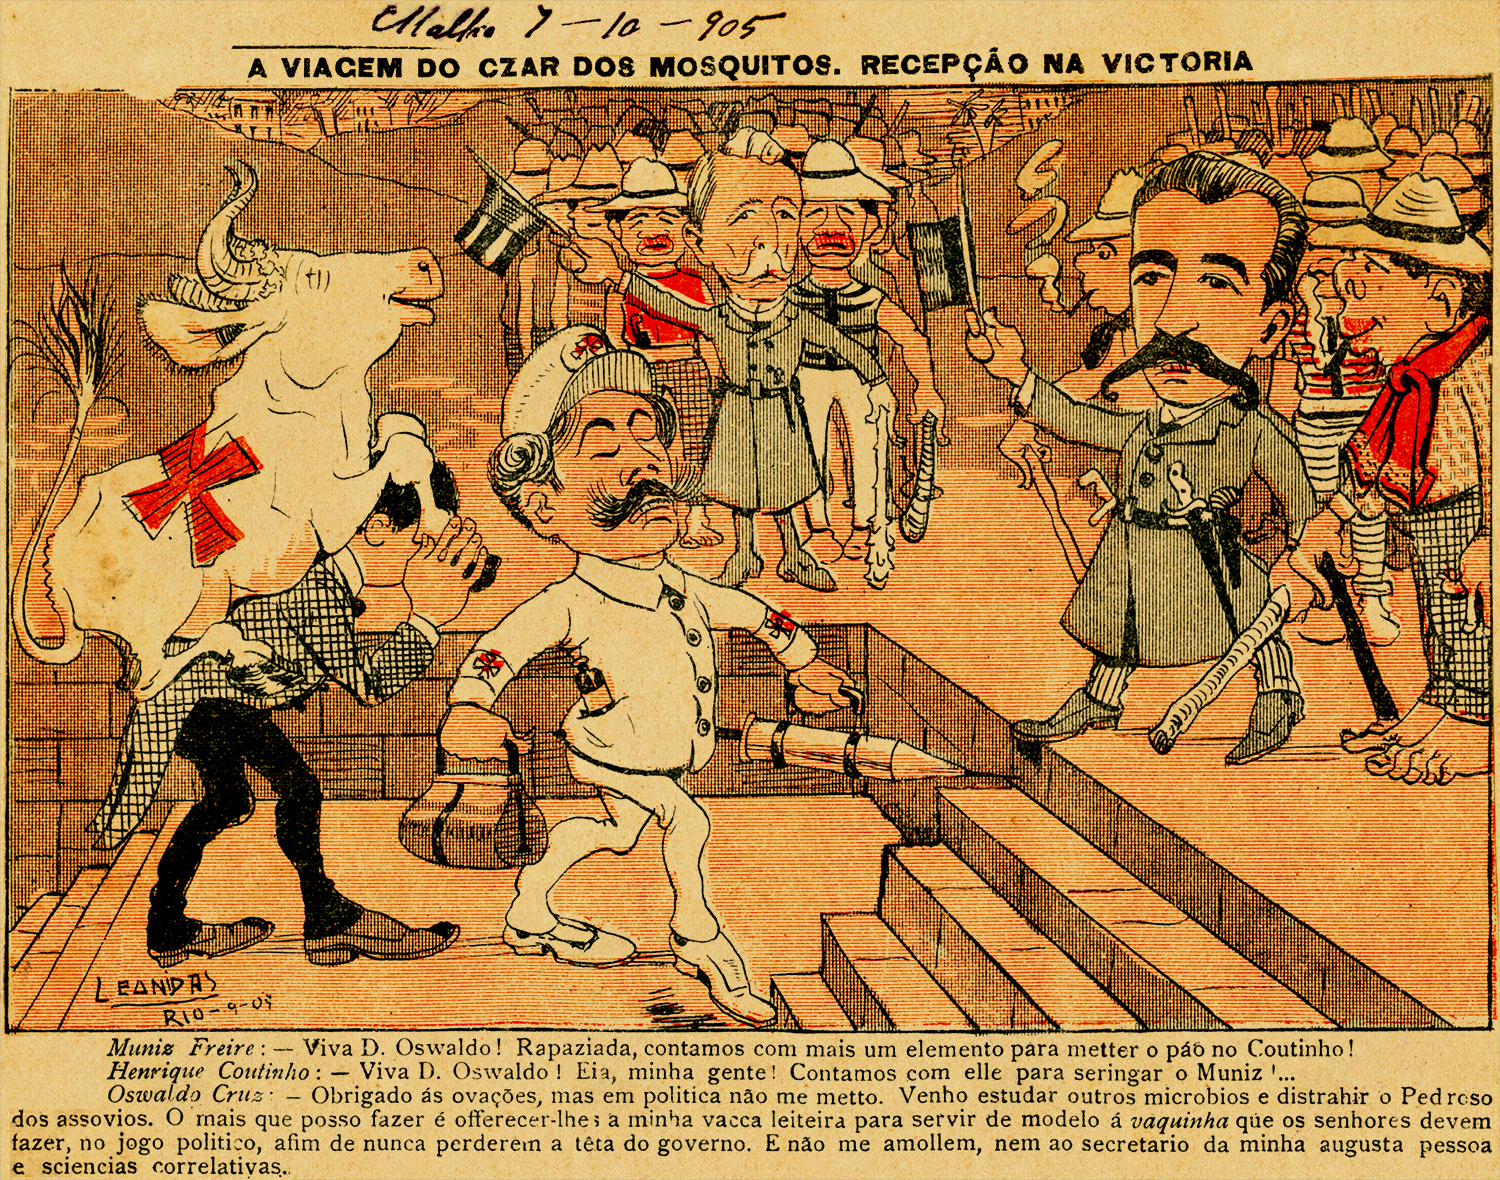 Malho 7 — 10 — 905
A VIAGEM DO CZAR DOS MOSQUITOS. RECEPÇÃO NA VICTORIA
LEANDAS
RIO-9-05
Muniz Freire: — Viva D. Oswaldo! Rapaziada, contamos com mais um elemento para metter o páo no Coutinho!
Henrique Coutinho: — Viva D. Oswaldo! Eia, minha gente! Contamos com elle para seringar o Muniz!...
Oswaldo Cruz: — Obrigado ás ovações, mas em politica não me metto. Venho estudar outros microbios e distrahir o Pedroso
dos assovios. O mais que posso fazer é offerecer-lhes a minha vacca leiteira para servir de modelo á vaquinha que os senhores devem
fazer, no jogo politico, afim de nunca perderem a têta do governo. E não me amollem, nem ao secretario da minha augusta pessoa
e sciencias correlativas..